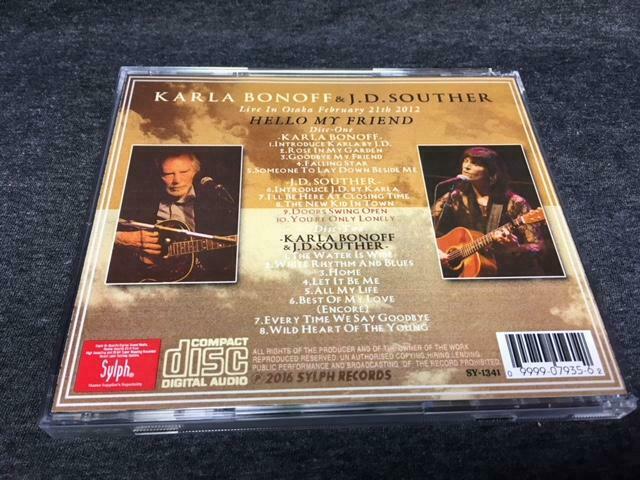 KARLA BONOFF & J.D. SOUTHER
Live In Osaka February 21th 2012
HELLO MY FRIEND
Disc-One
-KARLA BONOFF-
1.INTRODUCE KARLA BY J.D.
2.ROSE IN MY GARDEN
3.GOODBYE MY FRIEND
4.FALLING STAR
5.SOMEONE TO LAY DOWN BESIDE ME
-J.D. SOUTHER-
6.INTRODUCE J.D. BY KARLA
7.I'LL BE HERE AT CLOSING TIME
8.THE NEW KID IN TOWN
9.DOORS SWING OPEN
10.YOU'RE ONLY LONELY
Disc-Two
-KARLA BONOFF
& J.D.SOUTHER-
1.THE WATER IS WIDE
2.WHITE RHYTHM AND BLUES
3.HOME
4.LET IT BE ME
5.ALL MY LIFE
6.BEST OF MY LOVE
(ENCORE)
7.EVERY TIME WE SAY GOODBYE
8.WILD HEART OF THE YOUNG
Sylph
COMPACT
disc
DIGITAL AUDIO
ALL RIGHTS OF THE PRODUCER AND OF THE OWNER OF THE WORK
REPRODUCED RESERVED. UN AUTHORISED COPYING, HIRING, LENDING,
PUBLIC PERFORMANCE AND BROADCASTING OF THE RECORD PROHIBITED.
℗ 2016 SYLPH RECORDS
SY-1341
0 9999-07935-6 2